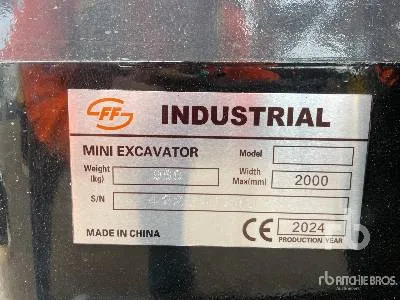 FF INDUSTRIAL
MINI EXCAVATOR Model
Weight (kg) Width Max(mm) 2000
S/N
MADE IN CHINA CE 2024
PRODUCTION YEAR
rb
RITCHIE BROS.
Auctioneers